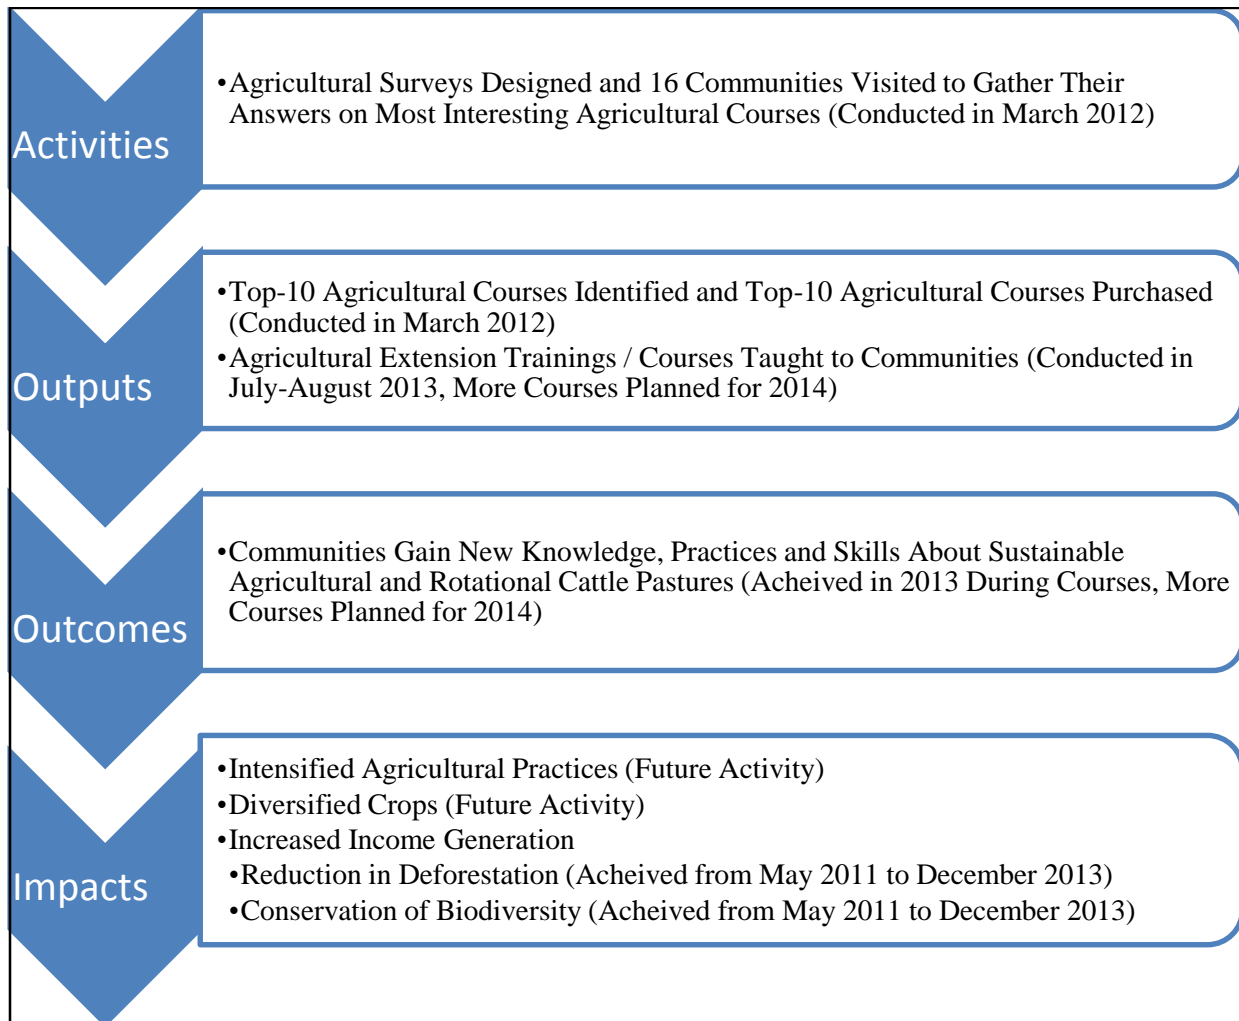 Activities
•Agricultural Surveys Designed and 16 Communities Visited to Gather Their
Answers on Most Interesting Agricultural Courses (Conducted in March 2012)
Outputs
•Top-10 Agricultural Courses Identified and Top-10 Agricultural Courses Purchased
(Conducted in March 2012)
•Agricultural Extension Trainings / Courses Taught to Communities (Conducted in
July-August 2013, More Courses Planned for 2014)
Outcomes
•Communities Gain New Knowledge, Practices and Skills About Sustainable
Agricultural and Rotational Cattle Pastures (Acheived in 2013 During Courses, More
Courses Planned for 2014)
Impacts
•Intensified Agricultural Practices (Future Activity)
•Diversified Crops (Future Activity)
•Increased Income Generation
•Reduction in Deforestation (Acheived from May 2011 to December 2013)
•Conservation of Biodiversity (Acheived from May 2011 to December 2013)